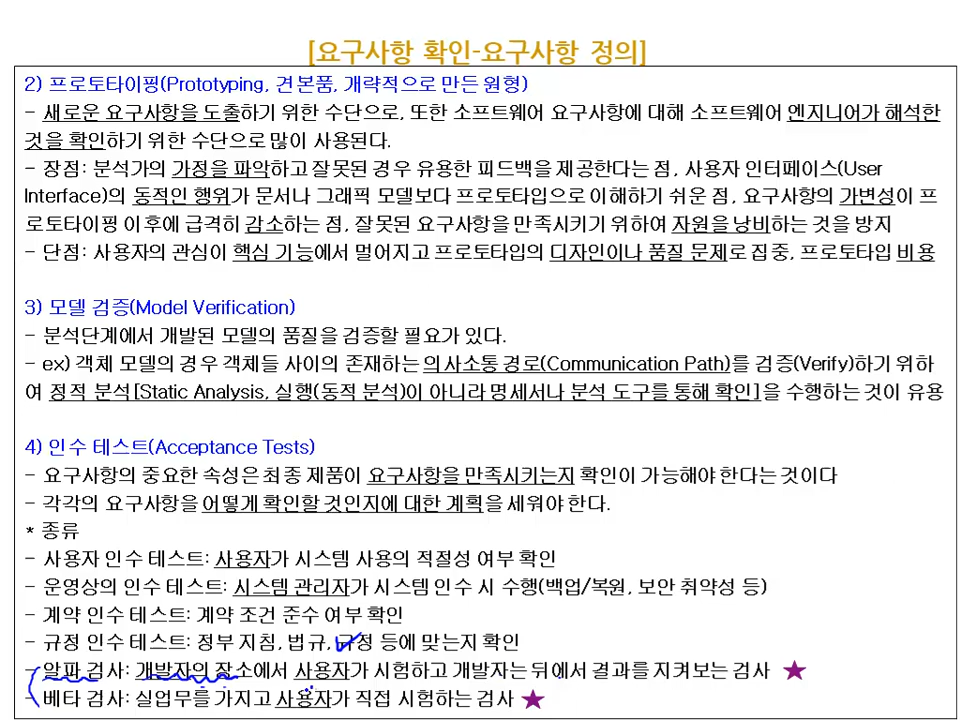 [요구사항 확인-요구사항 정의]
2) 프로토타이핑(Prototyping, 견본품, 개략적으로 만든 원형)
- 새로운 요구사항을 도출하기 위한 수단으로, 또한 소프트웨어 요구사항에 대해 소프트웨어 엔지니어가 해석한
것을 확인하기 위한 수단으로 많이 사용된다.
- 장점: 분석가의 가정을 파악하고 잘못된 경우 유용한 피드백을 제공한다는 점, 사용자 인터페이스(User
Interface)의 동적인 행위가 문서나 그래픽 모델보다 프로토타입으로 이해하기 쉬운 점, 요구사항의 가변성이 프
로토타이핑 이후에 급격히 감소하는 점, 잘못된 요구사항을 만족시키기 위하여 자원을 낭비하는 것을 방지
- 단점: 사용자의 관심이 핵심 기능에서 멀어지고 프로토타입의 디자인이나 품질 문제로 집중, 프로토타입 비용
3) 모델 검증(Model Verification)
- 분석단계에서 개발된 모델의 품질을 검증할 필요가 있다.
- ex) 객체 모델의 경우 객체들 사이의 존재하는 의사소통 경로(Communication Path)를 검증(Verify)하기 위하
여 정적 분석[Static Analysis, 실행(동적 분석)이 아니라 명세서나 분석 도구를 통해 확인]을 수행하는 것이 유용
4) 인수 테스트(Acceptance Tests)
- 요구사항의 중요한 속성은 최종 제품이 요구사항을 만족시키는지 확인이 가능해야 한다는 것이다
- 각각의 요구사항을 어떻게 확인할 것인지에 대한 계획을 세워야 한다.
* 종류
- 사용자 인수 테스트: 사용자가 시스템 사용의 적절성 여부 확인
- 운영상의 인수 테스트: 시스템 관리자가 시스템 인수 시 수행(백업/복원, 보안 취약성 등)
- 계약 인수 테스트: 계약 조건 준수 여부 확인
- 규정 인수 테스트: 정부 지침, 법규, 규정 등에 맞는지 확인
- 알파 검사: 개발자의 장소에서 사용자가 시험하고 개발자는 뒤에서 결과를 지켜보는 검사 ★
- 베타 검사: 실업무를 가지고 사용자가 직접 시험하는 검사 ★